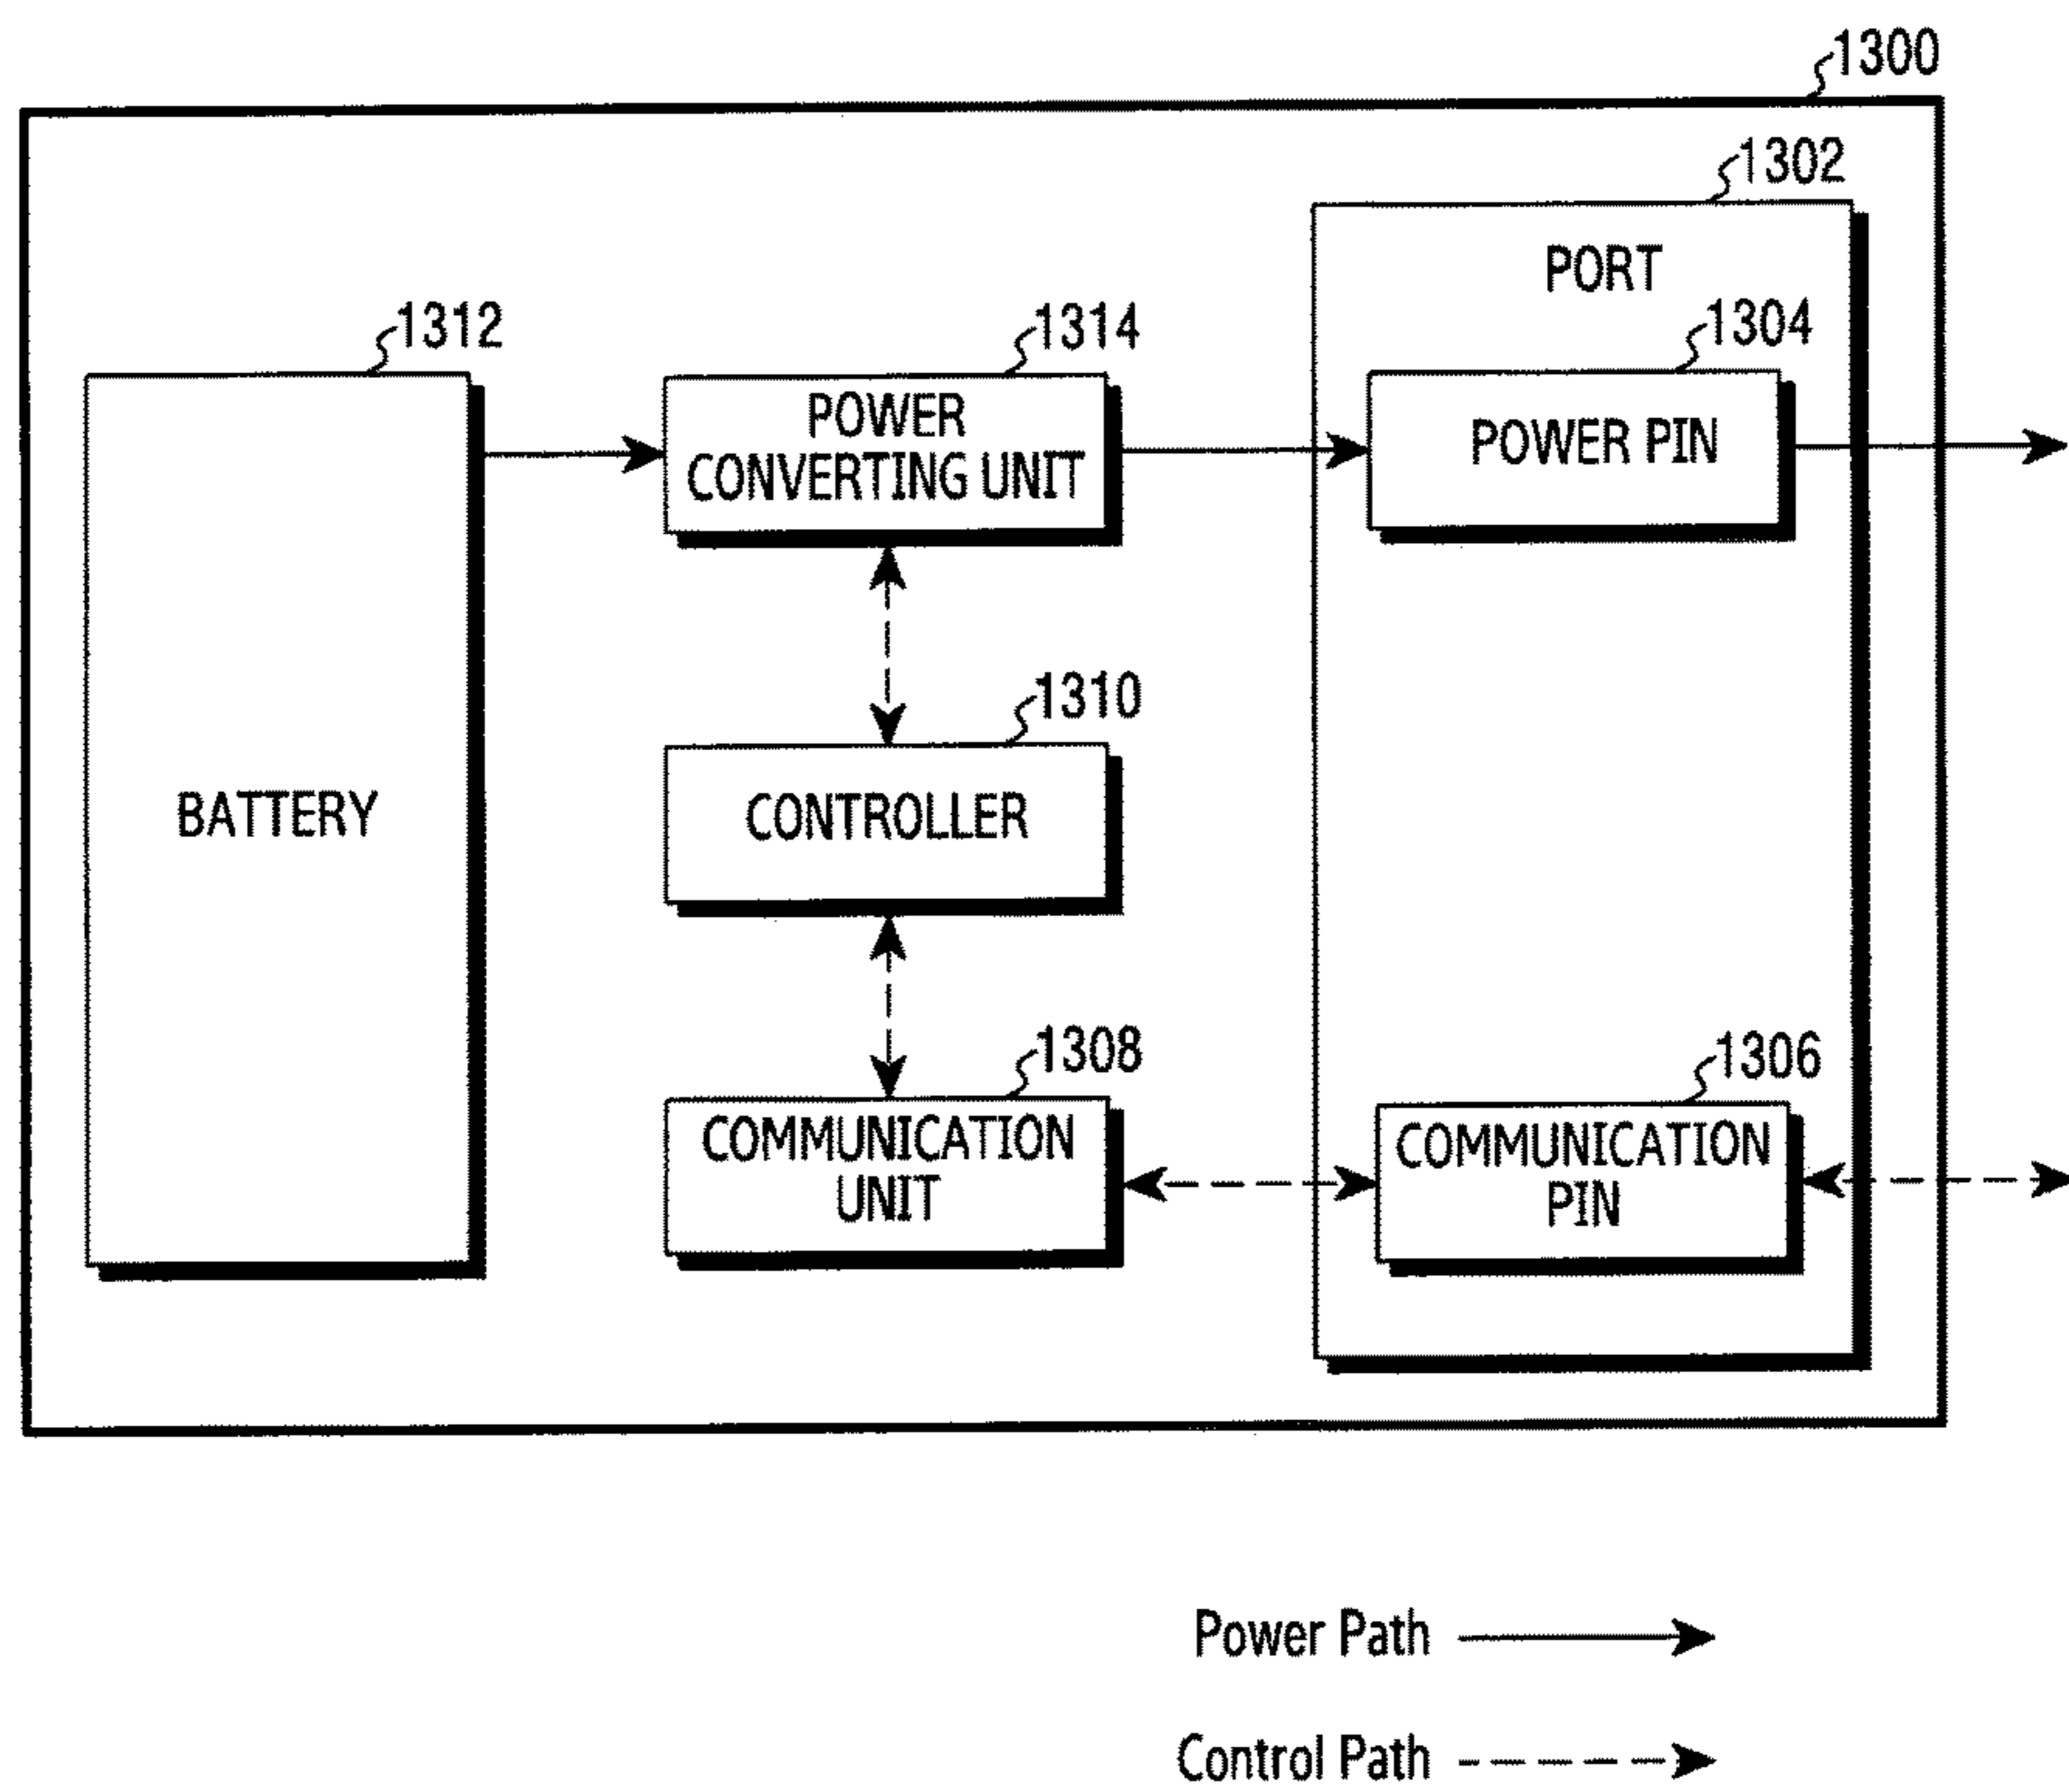 1300
1302
PORT
1312
1314
1304
POWER
CONVERTING UNIT
POWER PIN
1310
BATTERY
CONTROLLER
1308
1306
COMMUNICATION
UNIT
COMMUNICATION
PIN
Power Path
Control Path